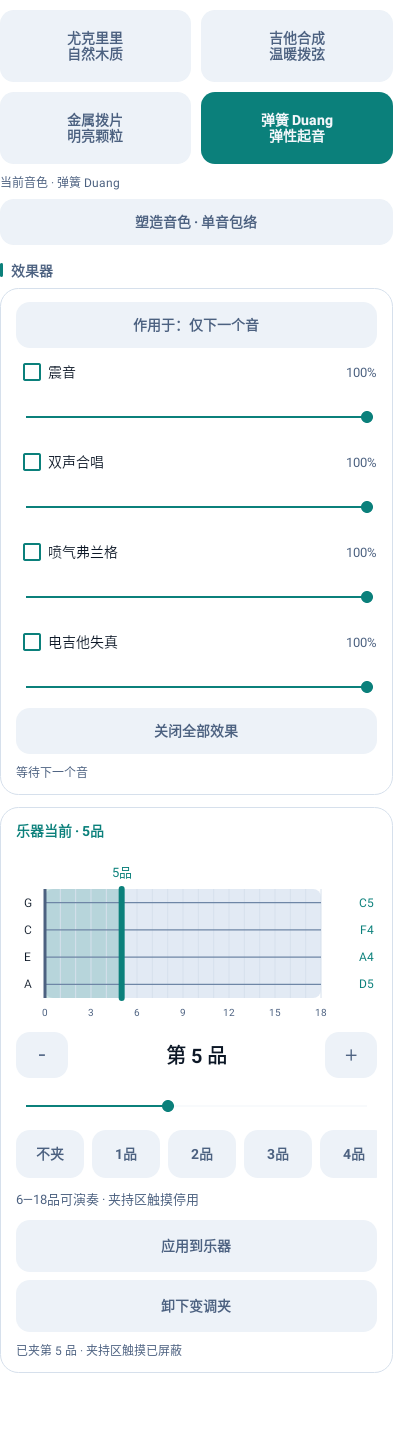 尤克里里
自然木质
吉他合成
温暖拨弦
金属拨片
明亮颗粒
弹簧 Duang
弹性起音
当前音色 · 弹簧 Duang
塑造音色 · 单音包络
效果器
作用于：仅下一个音
震音 100%
双声合唱 100%
喷气弗兰格 100%
电吉他失真 100%
关闭全部效果
等待下一个音
乐器当前 · 5品
5品
G C5
C F4
E A4
A D5
0 3 6 9 12 15 18
- 第 5 品 +
不夹 1品 2品 3品 4品
6—18品可演奏 · 夹持区触摸停用
应用到乐器
卸下变调夹
已夹第 5 品 · 夹持区触摸已屏蔽